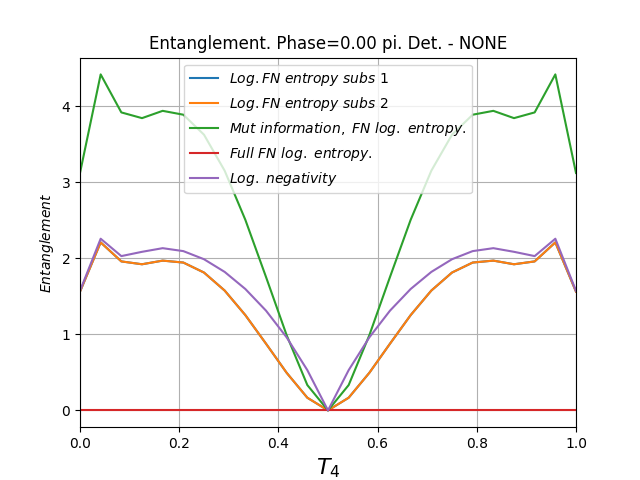 Entanglement. Phase=0.00 pi. Det. - NONE
Log. FN entropy subs 1
Log. FN entropy subs 2
Mut information, FN log. entropy.
Full FN log. entropy.
Log. negativity
Entanglement
4
3
2
1
0
0.0 0.2 0.4 0.6 0.8 1.0
T₄